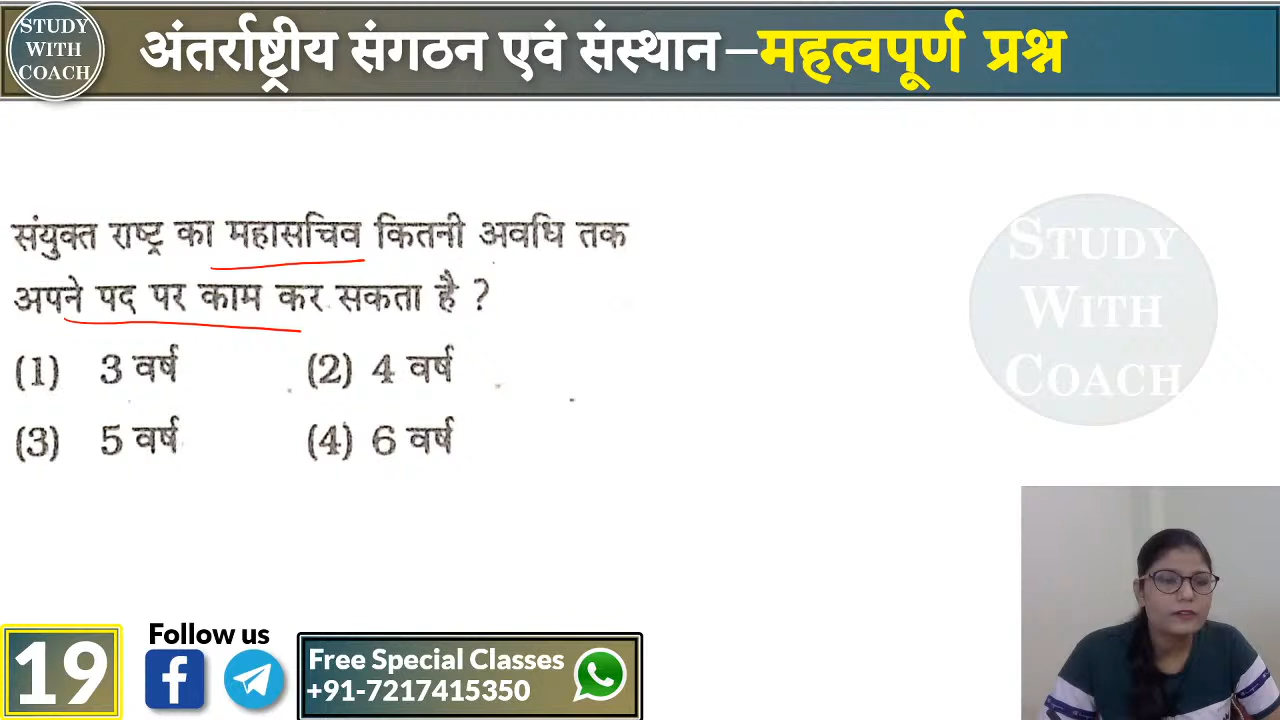 STUDY
WITH
COACH
अंतर्राष्ट्रीय संगठन एवं संस्थान–महत्वपूर्ण प्रश्न
संयुक्त राष्ट्र का महासचिव कितनी अवधि तक
अपने पद पर काम कर सकता है ?
(1) 3 वर्ष (2) 4 वर्ष
(3) 5 वर्ष (4) 6 वर्ष
STUDY
WITH
COACH
19
Follow us
Free Special Classes
+91-7217415350